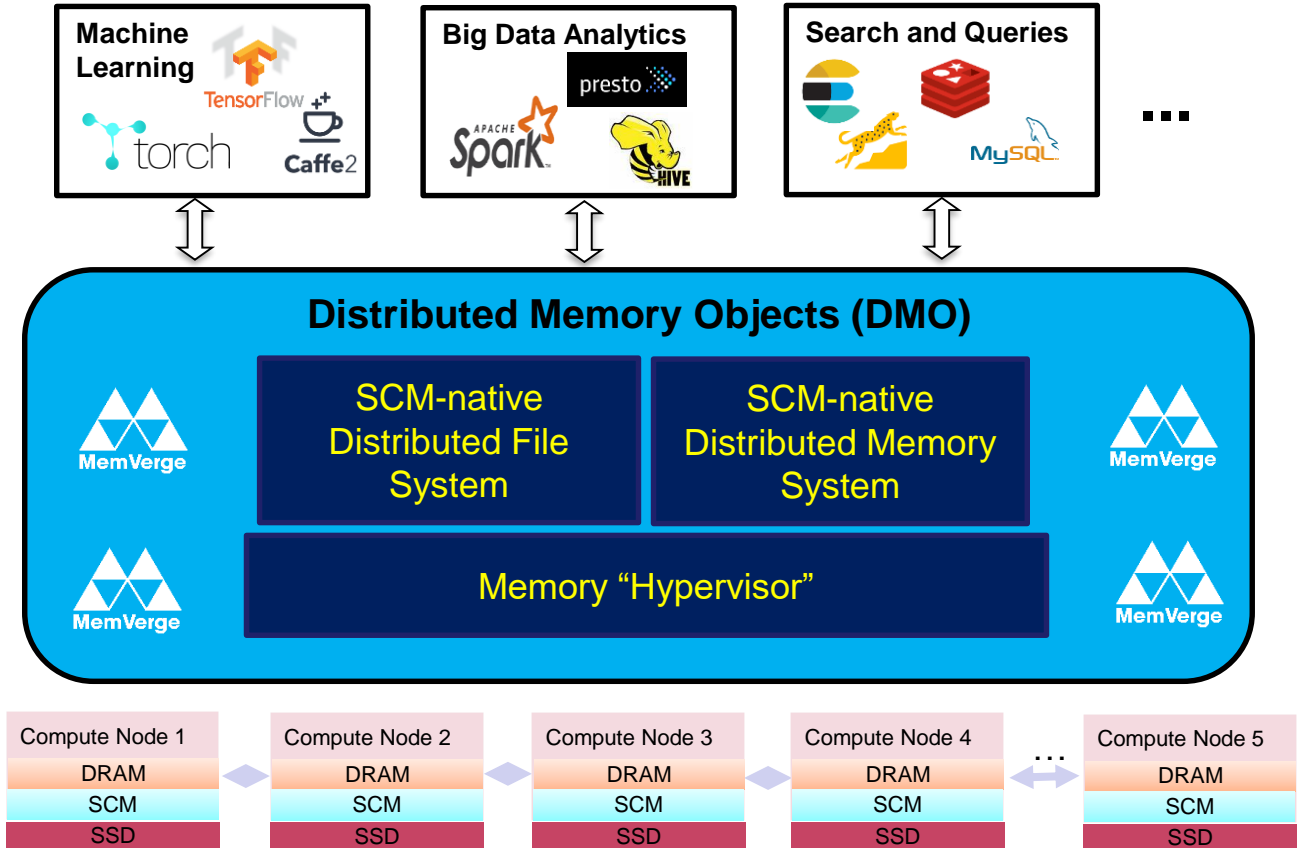 Machine
Learning
TensorFlow
torch
Caffe2
Big Data Analytics
presto
APACHE
Spark
HIVE
Search and Queries
MySQL
...
Distributed Memory Objects (DMO)
SCM-native
Distributed File
System
SCM-native
Distributed Memory
System
MemVerge
MemVerge
Memory “Hypervisor”
MemVerge
MemVerge
Compute Node 1
DRAM
SCM
SSD
Compute Node 2
DRAM
SCM
SSD
Compute Node 3
DRAM
SCM
SSD
Compute Node 4
DRAM
SCM
SSD
...
Compute Node 5
DRAM
SCM
SSD